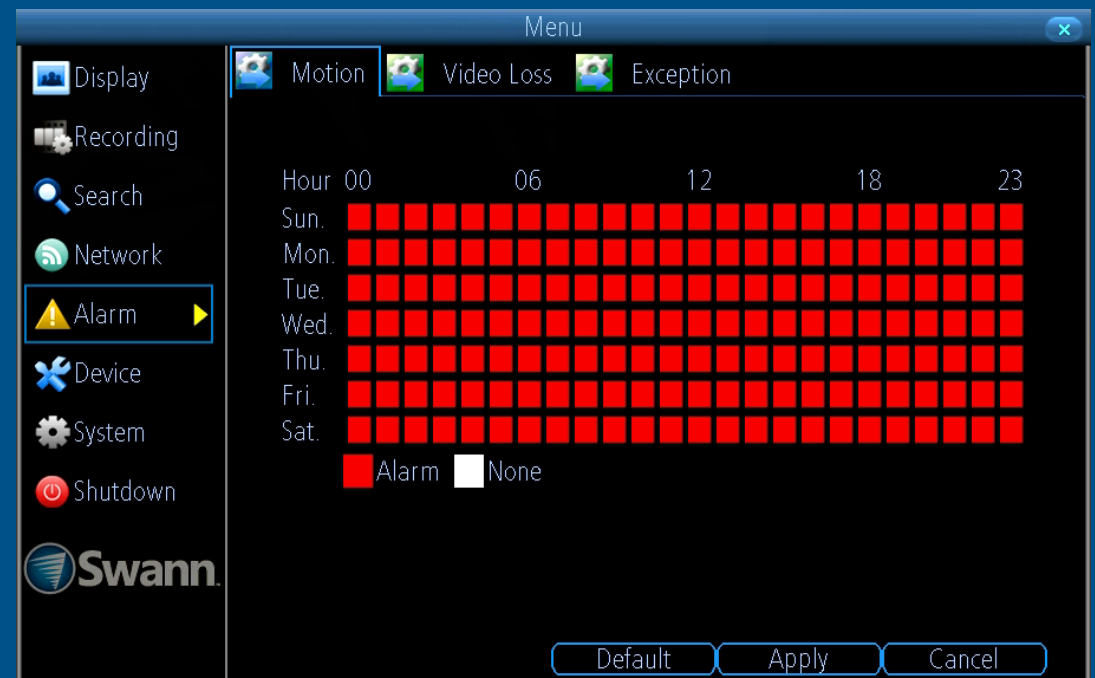 Menu
Display
Recording
Search
Network
Alarm
Device
System
Shutdown
Swann.
Motion Video Loss Exception
Hour 00 06 12 18 23
Sun.
Mon.
Tue.
Wed.
Thu.
Fri.
Sat.
Alarm None
Default Apply Cancel